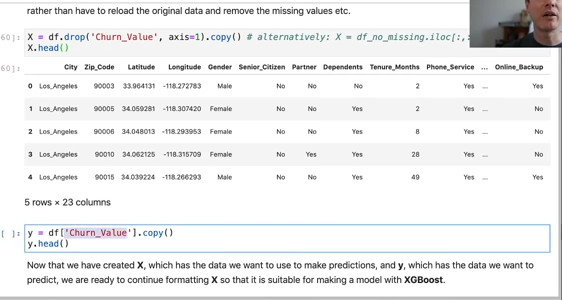 rather than have to reload the original data and remove the missing values etc.
60]: X = df.drop('Churn_Value', axis=1).copy() # alternatively: X = df_no_missing.iloc[:,
X.head()
60]: City Zip_Code Latitude Longitude Gender Senior_Citizen Partner Dependents Tenure_Months Phone_Service ... Online_Backup
0 Los_Angeles 90003 33.964131 -118.272783 Male No No No 2 Yes ... Yes
1 Los_Angeles 90005 34.059281 -118.307420 Female No No Yes 2 Yes ... No
2 Los_Angeles 90006 34.048013 -118.293953 Female No No Yes 8 Yes ... No
3 Los_Angeles 90010 34.062125 -118.315709 Female No Yes Yes 28 Yes ... No
4 Los_Angeles 90015 34.039224 -118.266293 Male No No Yes 49 Yes ... Yes
5 rows × 23 columns
[ ]: y = df['Churn_Value'].copy()
y.head()
Now that we have created X, which has the data we want to use to make predictions, and y, which has the data we want to
predict, we are ready to continue formatting X so that it is suitable for making a model with XGBoost.